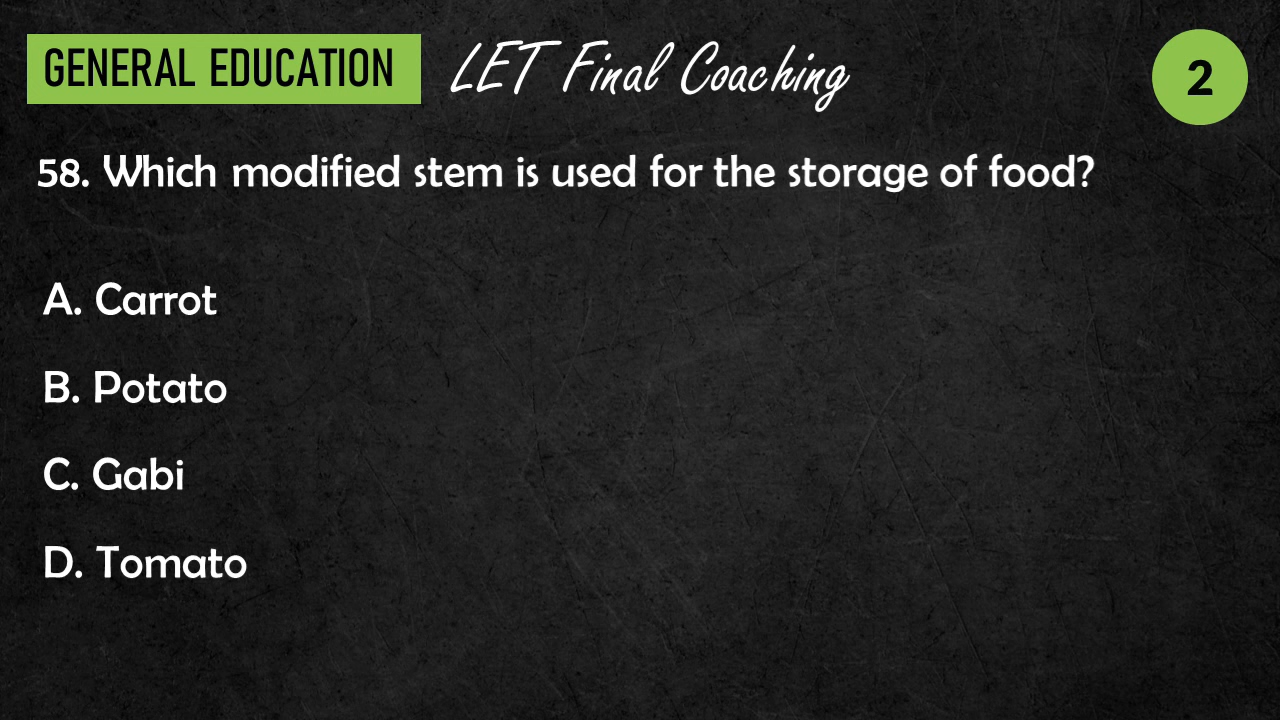 GENERAL EDUCATION LET Final Coaching 2
58. Which modified stem is used for the storage of food?
A. Carrot
B. Potato
C. Gabi
D. Tomato